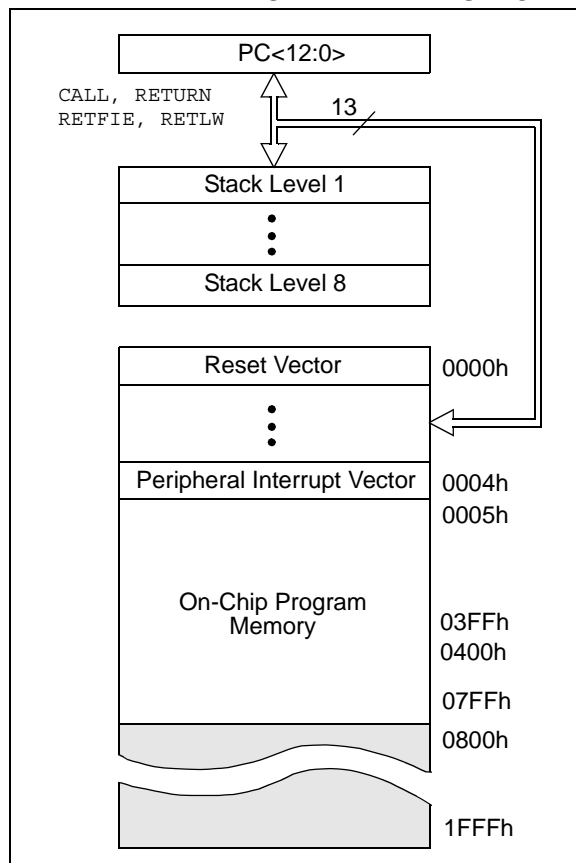 PC<12:0>
CALL, RETURN
RETFIE, RETLW
13
Stack Level 1
Stack Level 8
Reset Vector
0000h
Peripheral Interrupt Vector
0004h
0005h
On-Chip Program
Memory
03FFh
0400h
07FFh
0800h
1FFFh